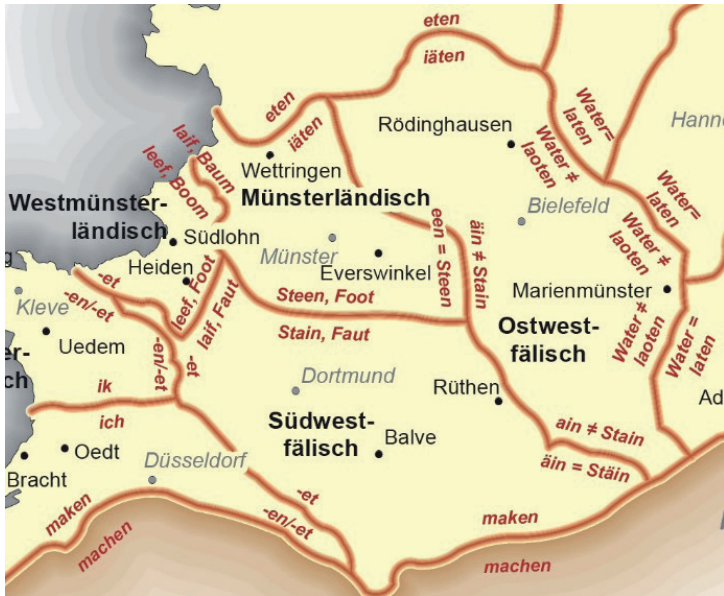 eten
iäten
eten
iäten
Water=
laten
Water ≠
laoten
Hanne
Rödinghausen
laif, Baum
leef, Boom
Wettringen
Westmünster-
ländisch
Münsterländisch
Südlohn
Münster
Everswinkel
een = Steen
äin ≠ Stain
Bielefeld
Water=
laten
Water ≠
laoten
g
Heiden
-et
-en/-et
leef, Foot
laif, Faut
Steen, Foot
Stain, Faut
Marienmünster
Kleve
Uedem
er-
ch
-en/-et
-et
Ostwest-
fälisch
Water ≠
laoten
Water =
laten
ik
ich
Dortmund
Rüthen
Ad
Südwest-
fälisch
Balve
Oedt
Bracht
Düsseldorf
ain ≠ Stain
äin = Stäin
maken
machen
-et
-en/-et
maken
machen